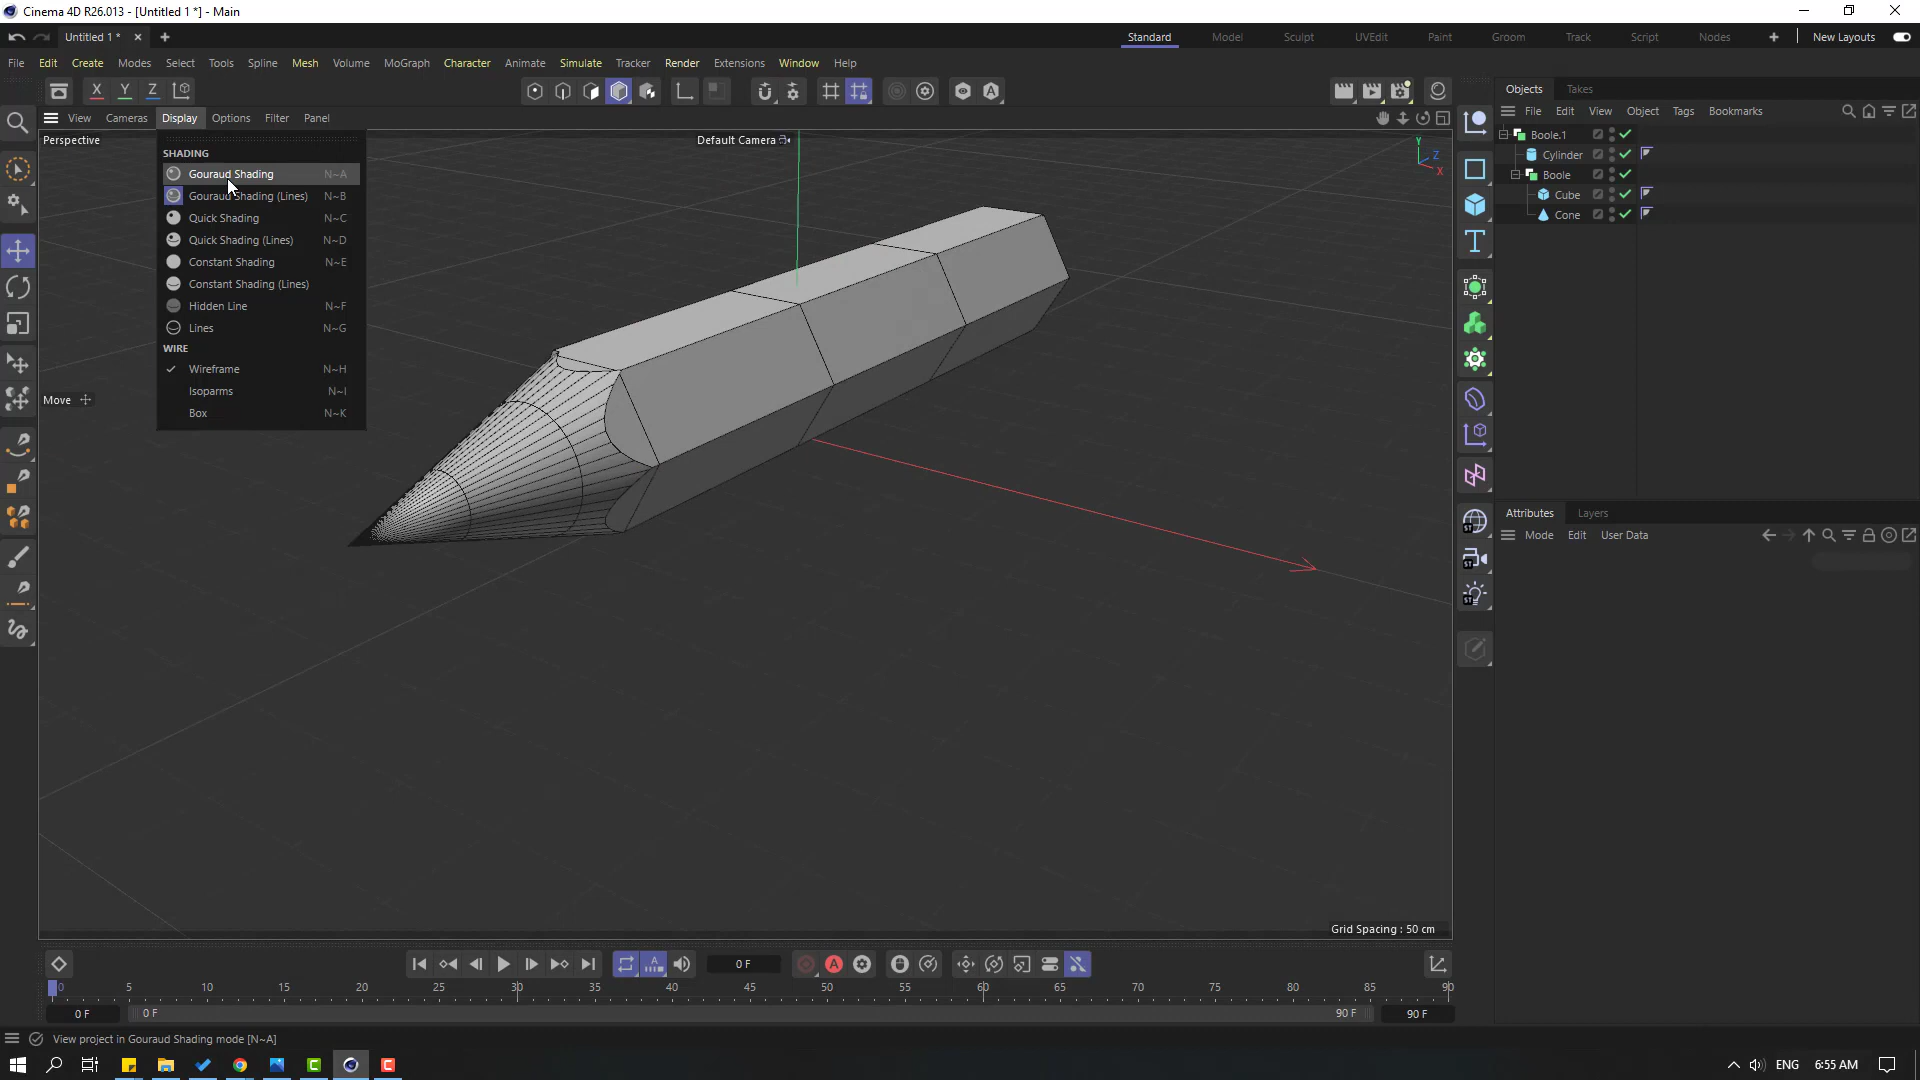 Cinema 4D R26.013 - [Untitled 1 *] - Main
Untitled 1 *
Standard Model Sculpt UVEdit Paint Groom Track Script Nodes New Layouts
File Edit Create Modes Select Tools Spline Mesh Volume MoGraph Character Animate Simulate Tracker Render Extensions Window Help
X Y Z
View Cameras Display Options Filter Panel
Perspective
Default Camera
Y
Z
X
SHADING
Gouraud Shading N~A
Gouraud Shading (Lines) N~B
Quick Shading N~C
Quick Shading (Lines) N~D
Constant Shading N~E
Constant Shading (Lines)
Hidden Line N~F
Lines N~G
WIRE
Wireframe N~H
Isoparms N~I
Box N~K
Move
Grid Spacing : 50 cm
Objects Takes
File Edit View Object Tags Bookmarks
Boole.1
Cylinder
Boole
Cube
Cone
Attributes Layers
Mode Edit User Data
ST
ST
ST
0 F
0 5 10 15 20 25 30 35 40 45 50 55 60 65 70 75 80 85 90
0 F 0 F 90 F 90 F
View project in Gouraud Shading mode [N~A]
ENG 6:55 AM